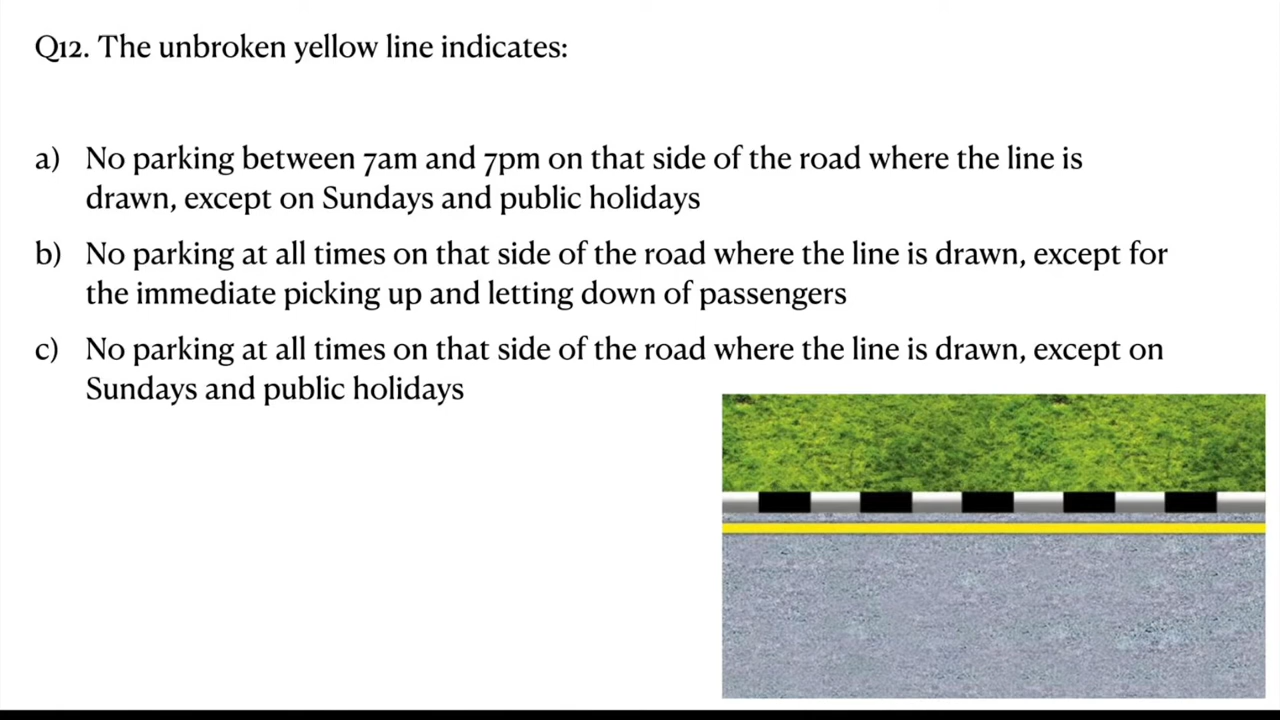 Q12. The unbroken yellow line indicates:
a) No parking between 7am and 7pm on that side of the road where the line is
drawn, except on Sundays and public holidays
b) No parking at all times on that side of the road where the line is drawn, except for
the immediate picking up and letting down of passengers
c) No parking at all times on that side of the road where the line is drawn, except on
Sundays and public holidays